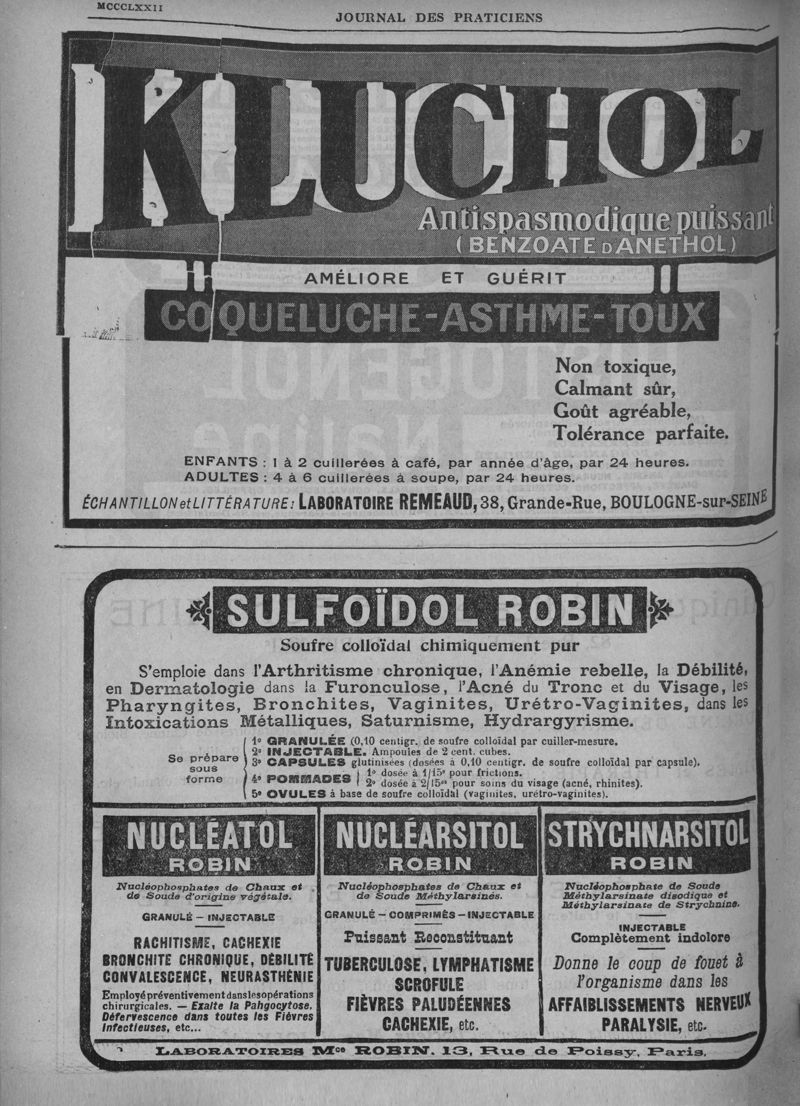 MCCCLXXII
JOURNAL DES PRATICIENS
KLUCHOL
Antispasmodique puissant
(BENZOATE D'ANETHOL)
AMÉLIORE ET GUÉRIT
COQUELUCHE-ASTHME-TOUX
Non toxique,
Calmant sûr,
Goût agréable,
Tolérance parfaite.
ENFANTS : 1 à 2 cuillerées à café, par année d'âge, par 24 heures.
ADULTES : 4 à 6 cuillerées à soupe, par 24 heures.
ÉCHANTILLON et LITTÉRATURE : LABORATOIRE REMEAUD, 38, Grande-Rue, BOULOGNE-sur-SEINE
SULFOÏDOL ROBIN
Soufre colloïdal chimiquement pur
S'emploie dans l'Arthritisme chronique, l'Anémie rebelle, la Débilité,
en Dermatologie dans la Furonculose, l'Acné du Tronc et du Visage, les
Pharyngites, Bronchites, Vaginites, Urétro-Vaginites, dans les
Intoxications Métalliques, Saturnisme, Hydrargyrisme.
Se prépare
sous
forme
1º GRANULÉE (0,10 centigr. de soufre colloïdal par cuiller-mesure.
2º INJECTABLE. Ampoules de 2 cent. cubes.
3º CAPSULES glutinisées (dosées à 0,10 centigr. de soufre colloïdal par capsule).
4º POMMADES
1º dosée à 1/15e pour frictions.
2º dosée à 2/15es pour soins du visage (acné, rhinites).
5º OVULES à base de soufre colloïdal (vaginites, urétro-vaginites).
NUCLÉATOL
ROBIN
Nucléophosphates de Chaux et
de Soude d'origine végétale.
GRANULÉ — INJECTABLE
RACHITISME, CACHEXIE
BRONCHITE CHRONIQUE, DÉBILITÉ
CONVALESCENCE, NEURASTHÉNIE
Employé préventivement dans les opérations
chirurgicales. — Exalte la Pahgocytose.
Défervescence dans toutes les Fièvres
infectieuses, etc...
NUCLÉARSITOL
ROBIN
Nucléophosphates de Chaux et
de Soude Méthylarsinés.
GRANULÉ — COMPRIMÉS — INJECTABLE
Puissant Reconstituant
TUBERCULOSE, LYMPHATISME
SCROFULE
FIÈVRES PALUDÉENNES
CACHEXIE, etc.
STRYCHNARSITOL
ROBIN
Nucléophosphate de Soude
Méthylarsinate disodique et
Méthylarsinate de Strychnine.
INJECTABLE
Complètement indolore
Donne le coup de fouet à
l'organisme dans les
AFFAIBLISSEMENTS NERVEUX
PARALYSIE, etc.
LABORATOIRES Mce ROBIN, 13, Rue de Poissy, Paris.